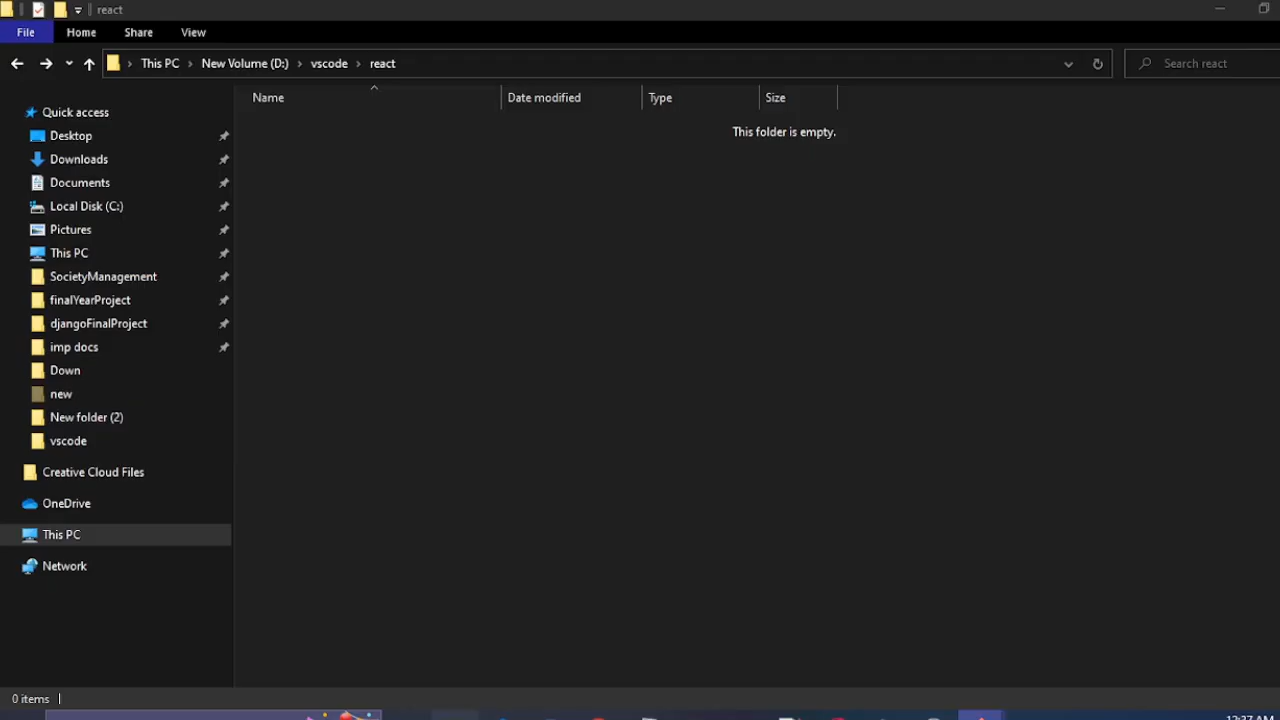 react
File Home Share View
This PC New Volume (D:) vscode react Search react
Name Date modified Type Size
This folder is empty.
Quick access
Desktop
Downloads
Documents
Local Disk (C:)
Pictures
This PC
SocietyManagement
finalYearProject
djangoFinalProject
imp docs
Down
new
New folder (2)
vscode
Creative Cloud Files
OneDrive
This PC
Network
0 items